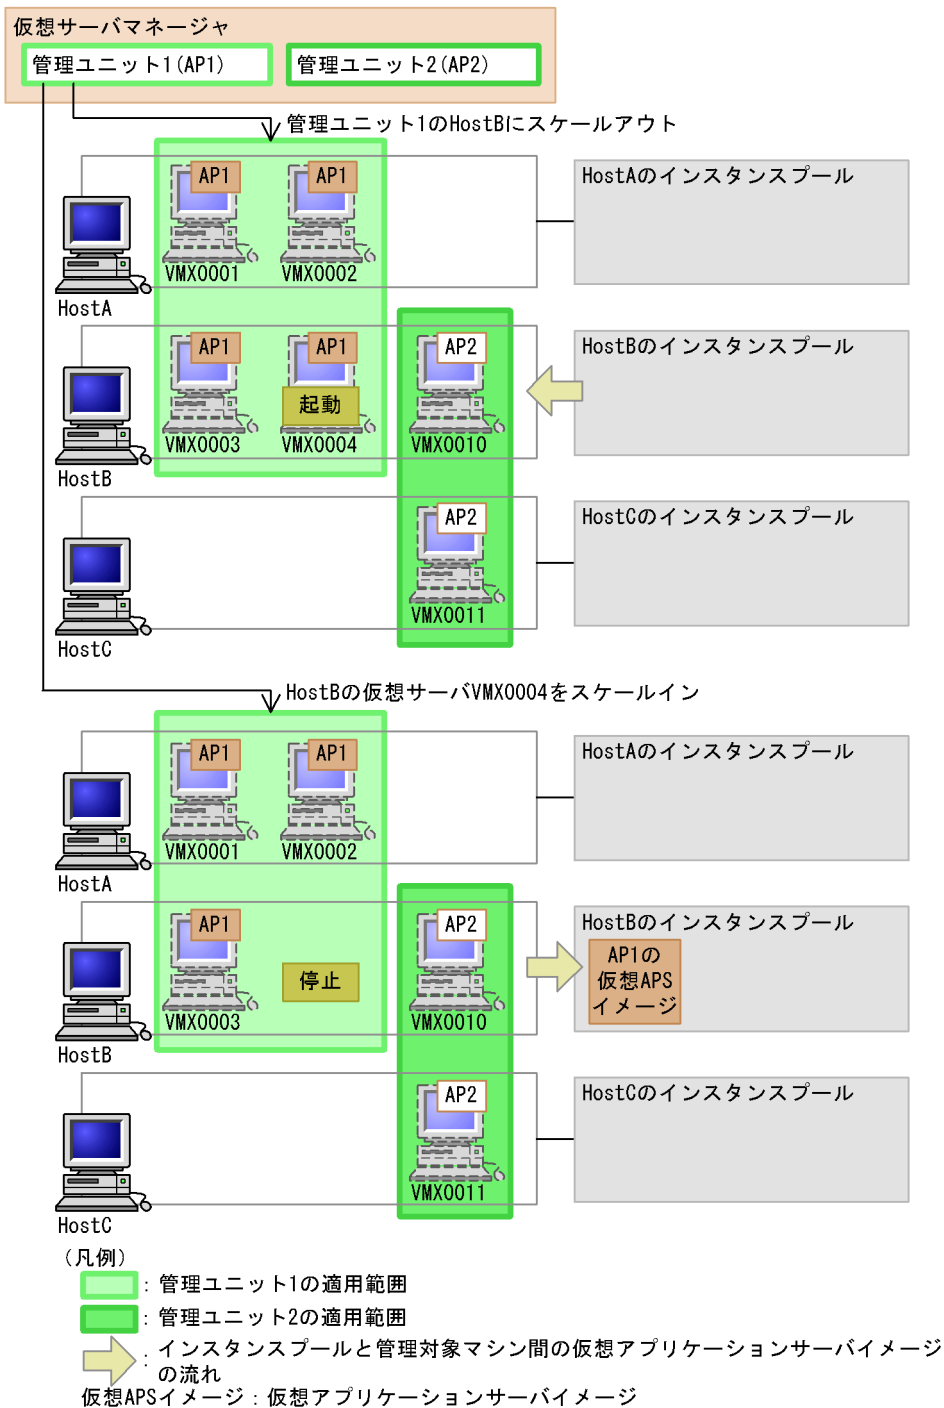 仮想サーバマネージャ
管理ユニット1(AP1)
管理ユニット2(AP2)
管理ユニット1のHostBにスケールアウト
AP1
AP1
HostAのインスタンスプール
VMX0001
VMX0002
HostA
AP1
AP1
AP2
HostBのインスタンスプール
起動
VMX0003
VMX0004
VMX0010
HostB
AP2
HostCのインスタンスプール
VMX0011
HostC
HostBの仮想サーバVMX0004をスケールイン
AP1
AP1
HostAのインスタンスプール
VMX0001
VMX0002
HostA
AP1
AP2
HostBのインスタンスプール
停止
AP1の
仮想APS
イメージ
VMX0003
VMX0010
HostB
AP2
HostCのインスタンスプール
VMX0011
HostC
(凡例)
：管理ユニット1の適用範囲
：管理ユニット2の適用範囲
：インスタンスプールと管理対象マシン間の仮想アプリケーションサーバイメージ
の流れ
仮想APSイメージ：仮想アプリケーションサーバイメージ